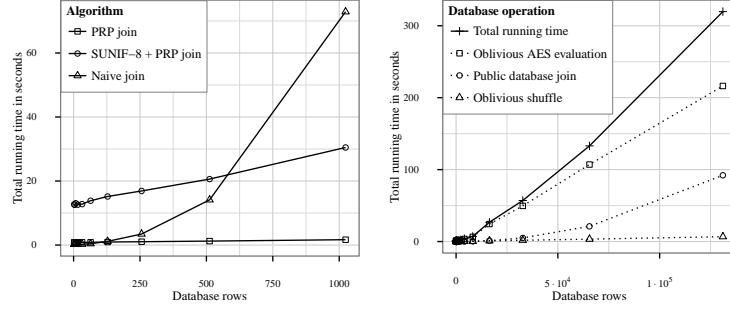 Algorithm
PRP join
SUNIF−8 + PRP join
Naive join
Total running time in seconds
60
40
20
0
0
250
500
750
1000
Database rows
Database operation
Total running time
Oblivious AES evaluation
Public database join
Oblivious shuffle
Total running time in seconds
300
200
100
0
0
5 · 10^4
1 · 10^5
Database rows